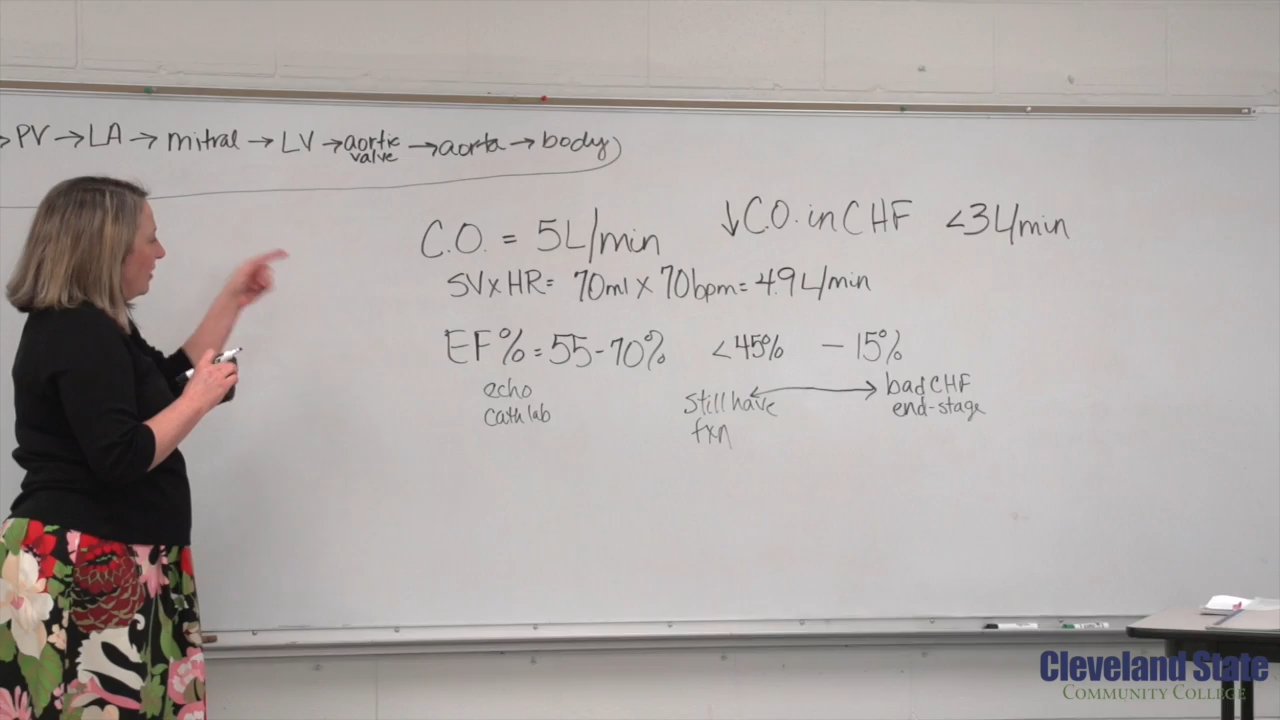 → PV → LA → mitral → LV → aortic valve → aorta → body
C.O. = 5L/min
↓C.O. in CHF <3L/min
SV x HR = 70ml x 70bpm = 4.9L/min
EF% = 55-70% <45% - 15%
echo
cath lab
still have
fxn
bad CHF
end-stage
Cleveland State
COMMUNITY COLLEGE